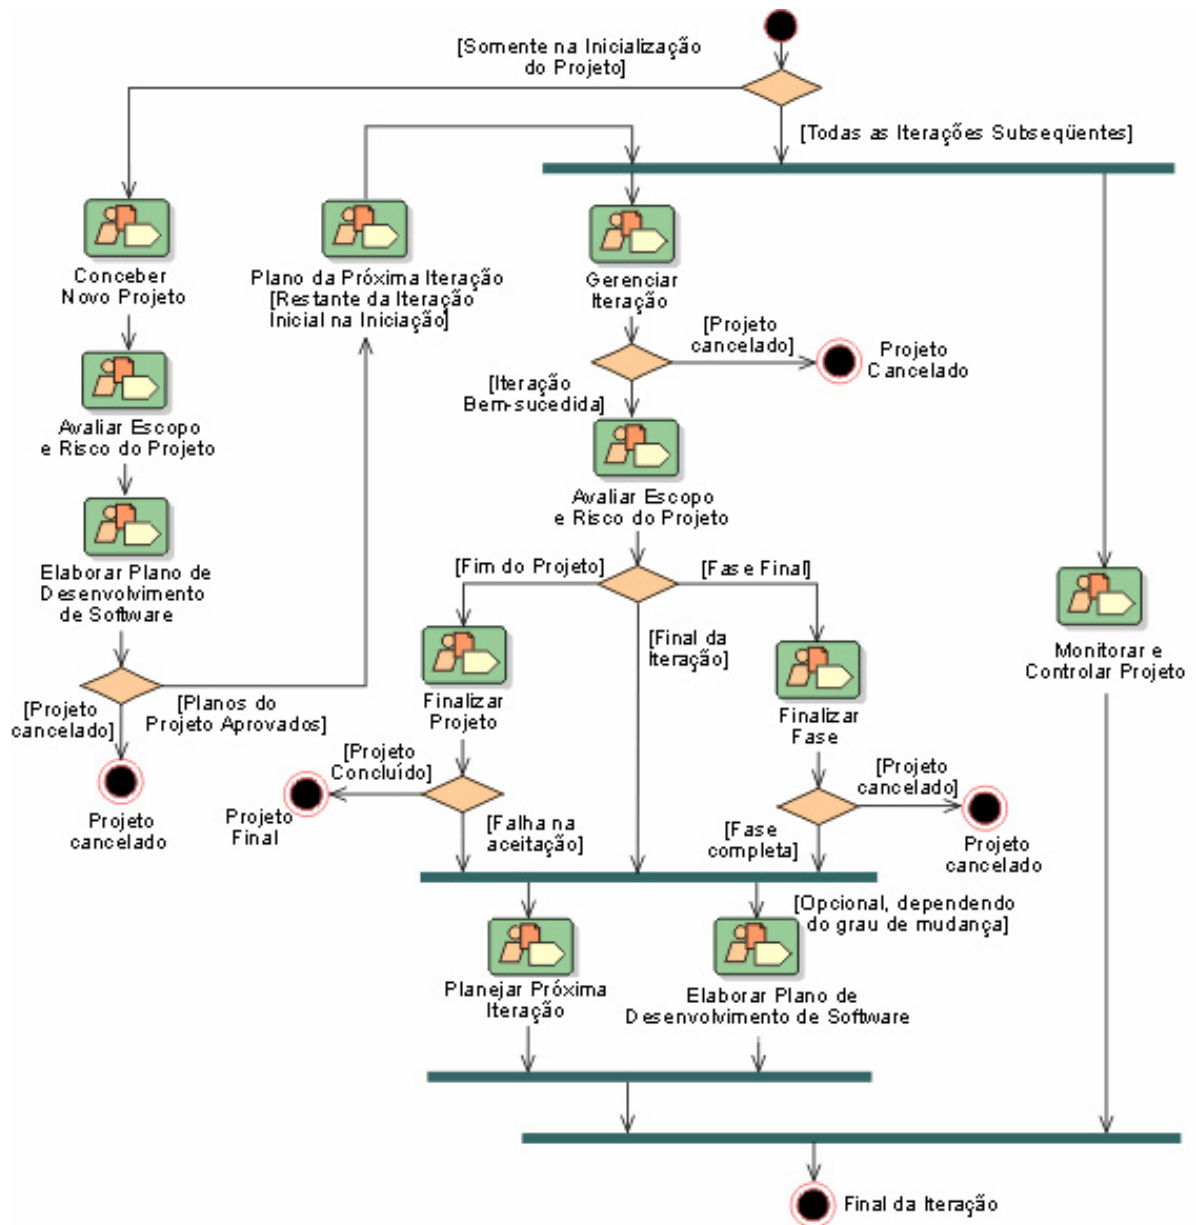 [Somente na Inicialização
do Projeto]
[Todas as Iterações Subseqüentes]
Conceber
Novo Projeto
Plano da Próxima Iteração
[Restante da Iteração
Inicial na Iniciação]
Gerenciar
Iteração
[Projeto
cancelado]
Projeto
Cancelado
[Iteração
Bem-sucedida]
Avaliar Escopo
e Risco do Projeto
Avaliar Escopo
e Risco do Projeto
Elaborar Plano de
Desenvolvimento
de Software
[Fim do Projeto]
[Fase Final]
[Final da
Iteração]
Monitorar e
Controlar Projeto
[Projeto
cancelado]
[Planos do
Projeto Aprovados]
Finalizar
Projeto
Finalizar
Fase
[Projeto
Concluído]
[Projeto
cancelado]
Projeto
cancelado
Projeto
Final
[Falha na
aceitação]
[Fase
completa]
Projeto
cancelado
[Opcional, dependendo
do grau de mudança]
Planejar Próxima
Iteração
Elaborar Plano de
Desenvolvimento de Software
Final da Iteração